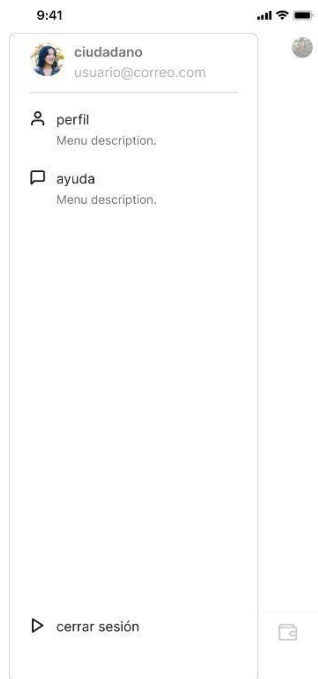 9:41
ciudadano
usuario@correo.com
perfil
Menu description.
ayuda
Menu description.
cerrar sesión